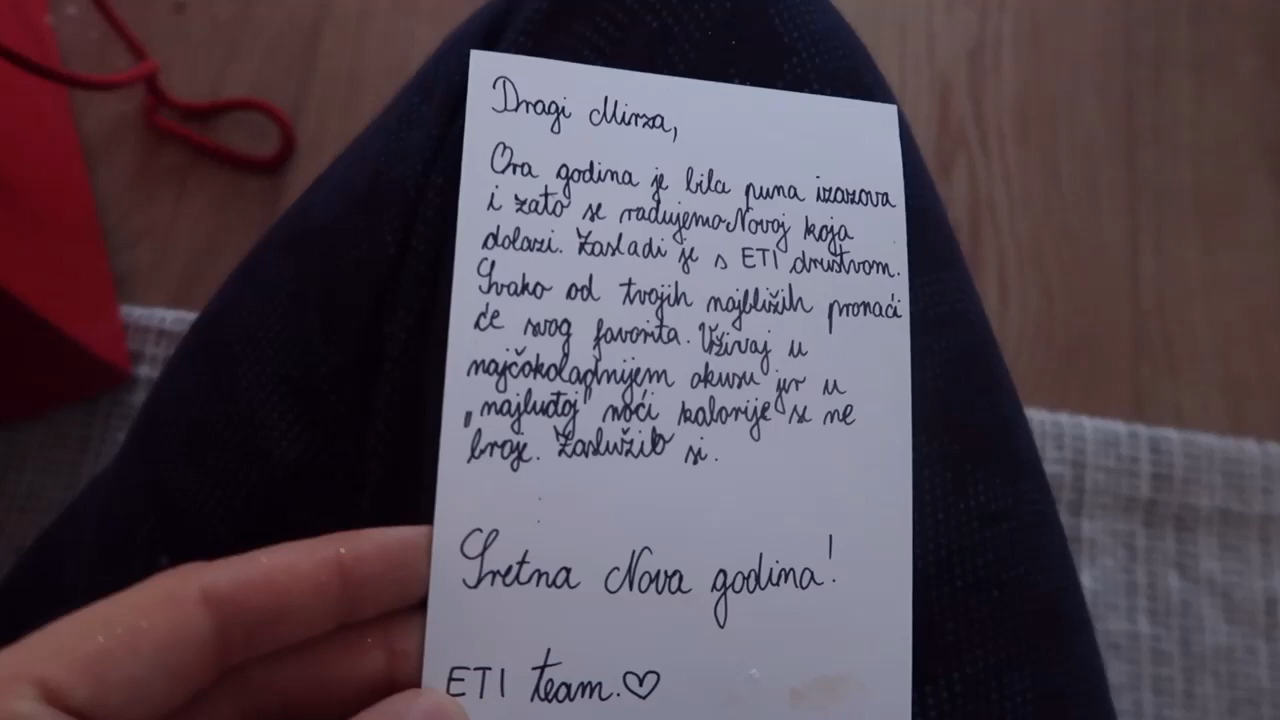 Dragi Mirza,
Ova godina je bila puna izazova
i zato se radujemo Novoj koja
dolazi. Zasladi je s ETI društvom.
Svako od tvojih najbližih pronaći
će svog favorita. Uživaj u
najčokoladnijem okusu jer u
„najluđoj" noći kalorije se ne
broje. Zaslužio si.
Sretna Nova godina!
ETI team.♡